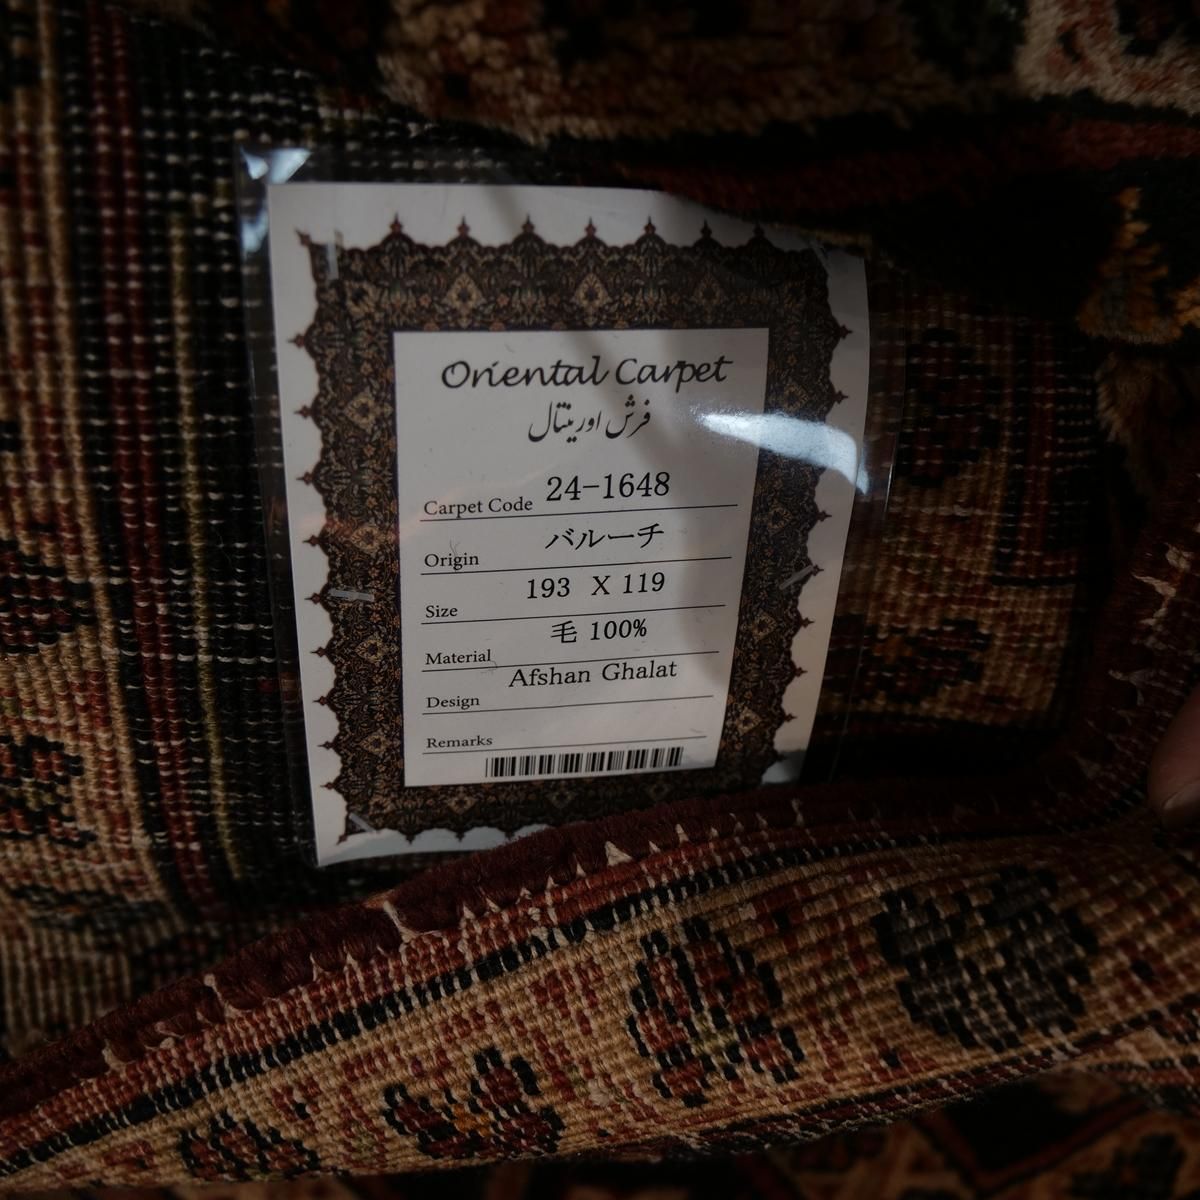 Oriental Carpet
فرش اورینتال
Carpet Code 24-1648
Origin バルーチ
Size 193 X 119
Material 毛 100%
Design Afshan Ghalat
Remarks